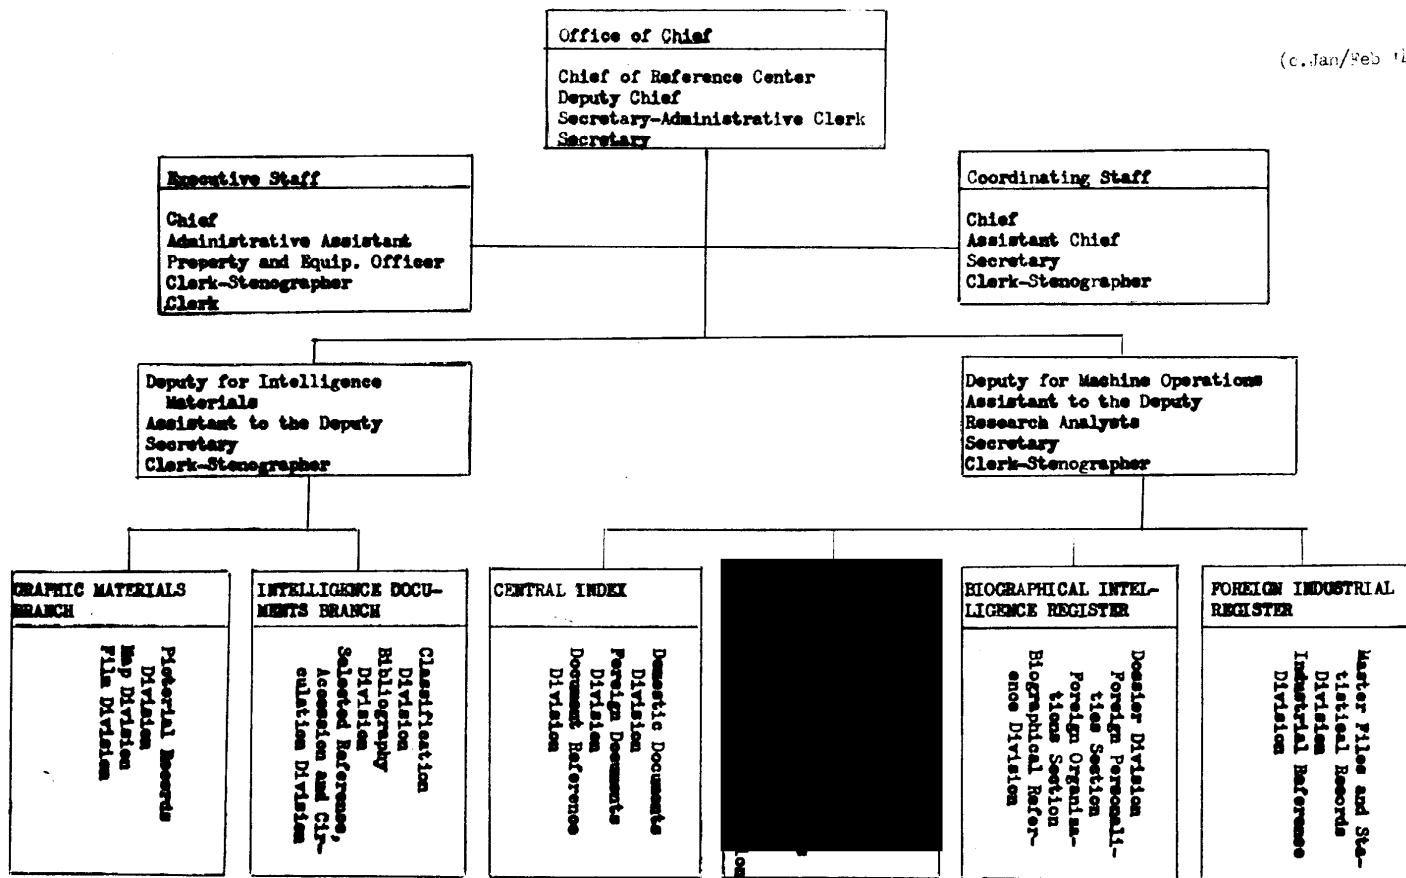 Office of Chief
Chief of Reference Center
Deputy Chief
Secretary-Administrative Clerk
Secretary
(c.Jan/Feb
Executive Staff
Chief
Administrative Assistant
Property and Equip. Officer
Clerk-Stenographer
Clerk
Coordinating Staff
Chief
Assistant Chief
Secretary
Clerk-Stenographer
Deputy for Intelligence
Materials
Assistant to the Deputy
Secretary
Clerk-Stenographer
Deputy for Machine Operations
Assistant to the Deputy
Research Analysts
Secretary
Clerk-Stenographer
GRAPHIC MATERIALS
BRANCH
Pictorial Records
Division
Map Division
Film Division
INTELLIGENCE DOCU-
MENTS BRANCH
Classification
Division
Bibliography
Division
Selected Reference,
Accession and Cir-
culation Division
CENTRAL INDEX
Domestic Documents
Division
Foreign Documents
Division
Document Reference
Division
BIOGRAPHICAL INTEL-
LIGENCE REGISTER
Dossier Division
Foreign Personali-
ties Section
Foreign Organiza-
tions Section
Biographical Refer-
ence Division
FOREIGN INDUSTRIAL
REGISTER
Master Files and Sta-
tistical Records
Division
Industrial Reference
Division